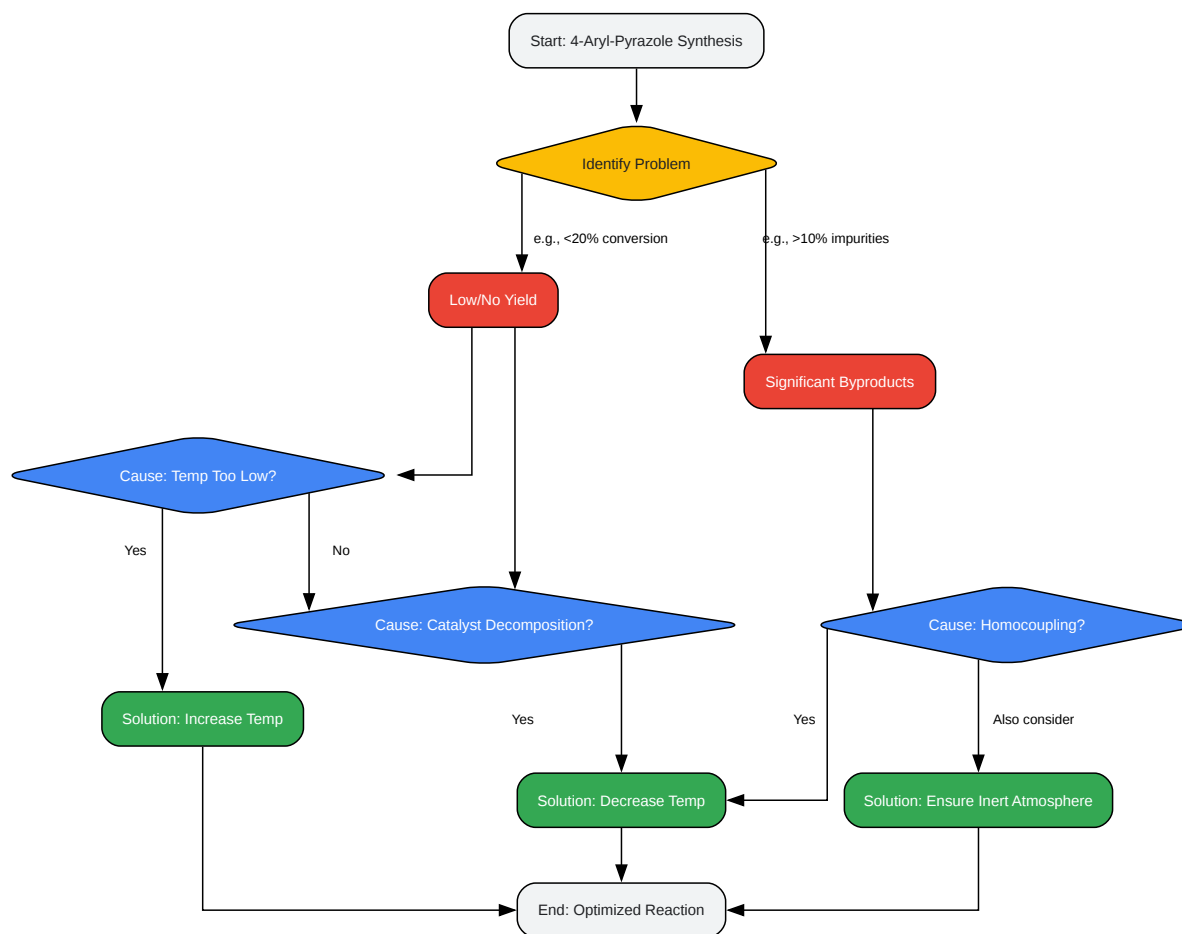 Start: 4-Aryl-Pyrazole Synthesis
Identify Problem
e.g., <20% conversion
e.g., >10% impurities
Low/No Yield
Significant Byproducts
Cause: Temp Too Low?
Yes
No
Cause: Catalyst Decomposition?
Cause: Homocoupling?
Solution: Increase Temp
Yes
Yes
Also consider
Solution: Decrease Temp
Solution: Ensure Inert Atmosphere
End: Optimized Reaction